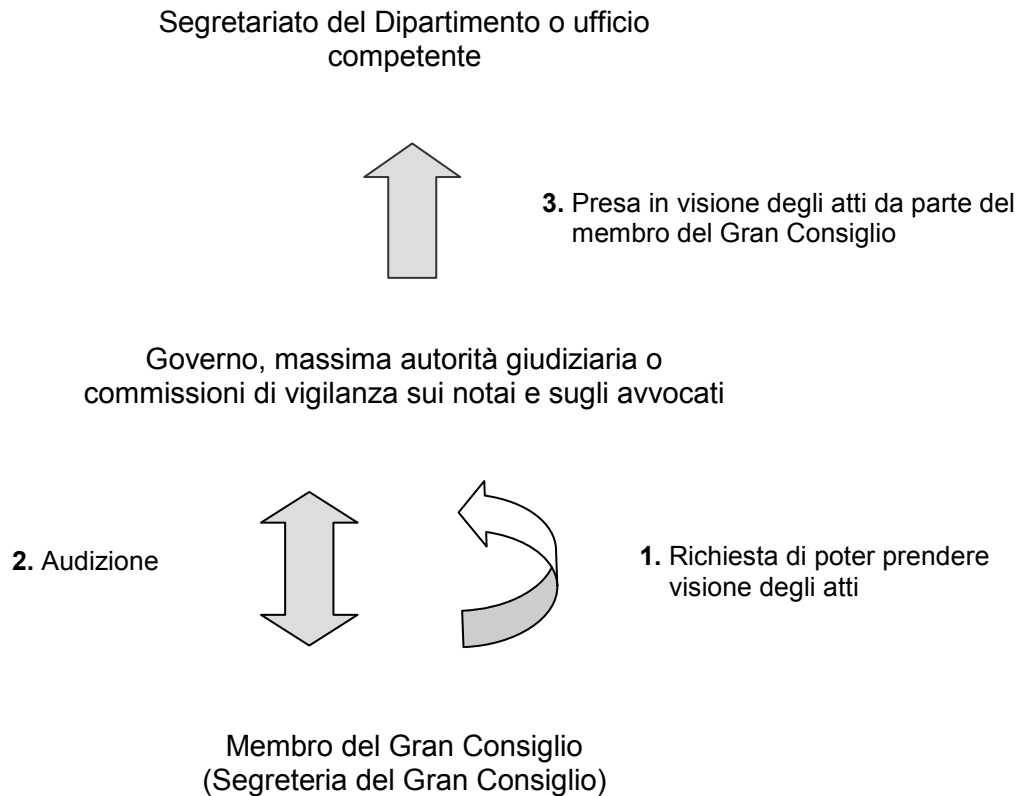 Segretariato del Dipartimento o ufficio
competente
3. Presa in visione degli atti da parte del
membro del Gran Consiglio
Governo, massima autorità giudiziaria o
commissioni di vigilanza sui notai e sugli avvocati
2. Audizione
1. Richiesta di poter prendere
visione degli atti
Membro del Gran Consiglio
(Segreteria del Gran Consiglio)